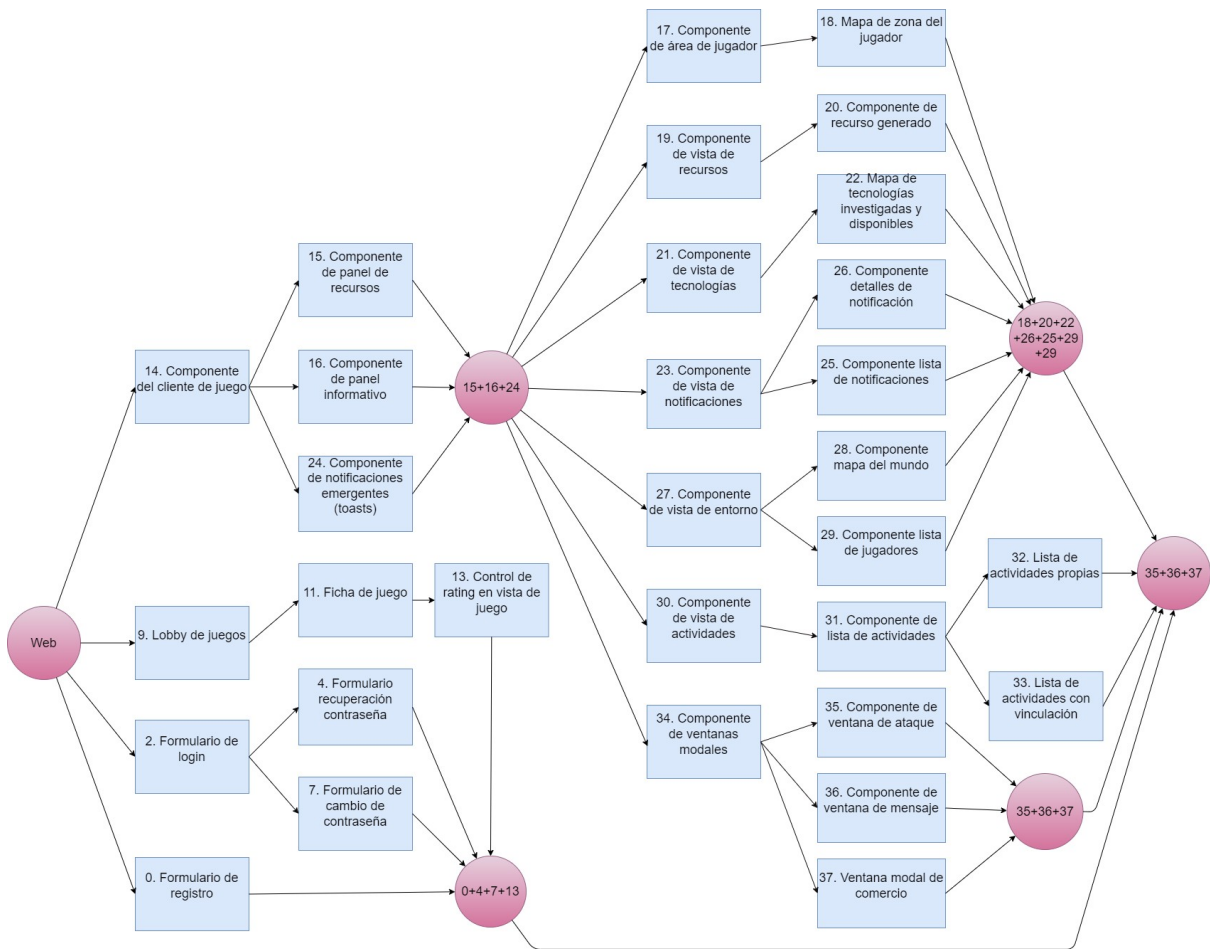 17. Componente
de área de jugador
18. Mapa de zona del
jugador
19. Componente
de vista de
recursos
20. Componente de
recurso generado
21. Componente
de vista de
tecnologías
22. Mapa de
tecnologías
investigadas y
disponibles
15. Componente
de panel de
recursos
26. Componente
detalles de
notificación
18+20+22
+26+25+29
+29
14. Componente
del cliente de juego
16. Componente
de panel
informativo
15+16+24
23. Componente
de vista de
notificaciones
25. Componente lista
de notificaciones
24. Componente
de notificaciones
emergentes
(toasts)
27. Componente
de vista de entorno
28. Componente
mapa del mundo
29. Componente lista
de jugadores
32. Lista de
actividades propias
35+36+37
Web
9. Lobby de juegos
11. Ficha de juego
13. Control de
rating en vista de
juego
30. Componente
de vista de
actividades
31. Componente
de lista de actividades
33. Lista de
actividades con
vinculación
2. Formulario de
login
4. Formulario
recuperación
contraseña
7. Formulario de
cambio de
contraseña
34. Componente
de ventanas
modales
35. Componente de
ventana de ataque
36. Componente de
ventana de mensaje
35+36+37
37. Ventana modal de
comercio
0. Formulario de
registro
0+4+7+13